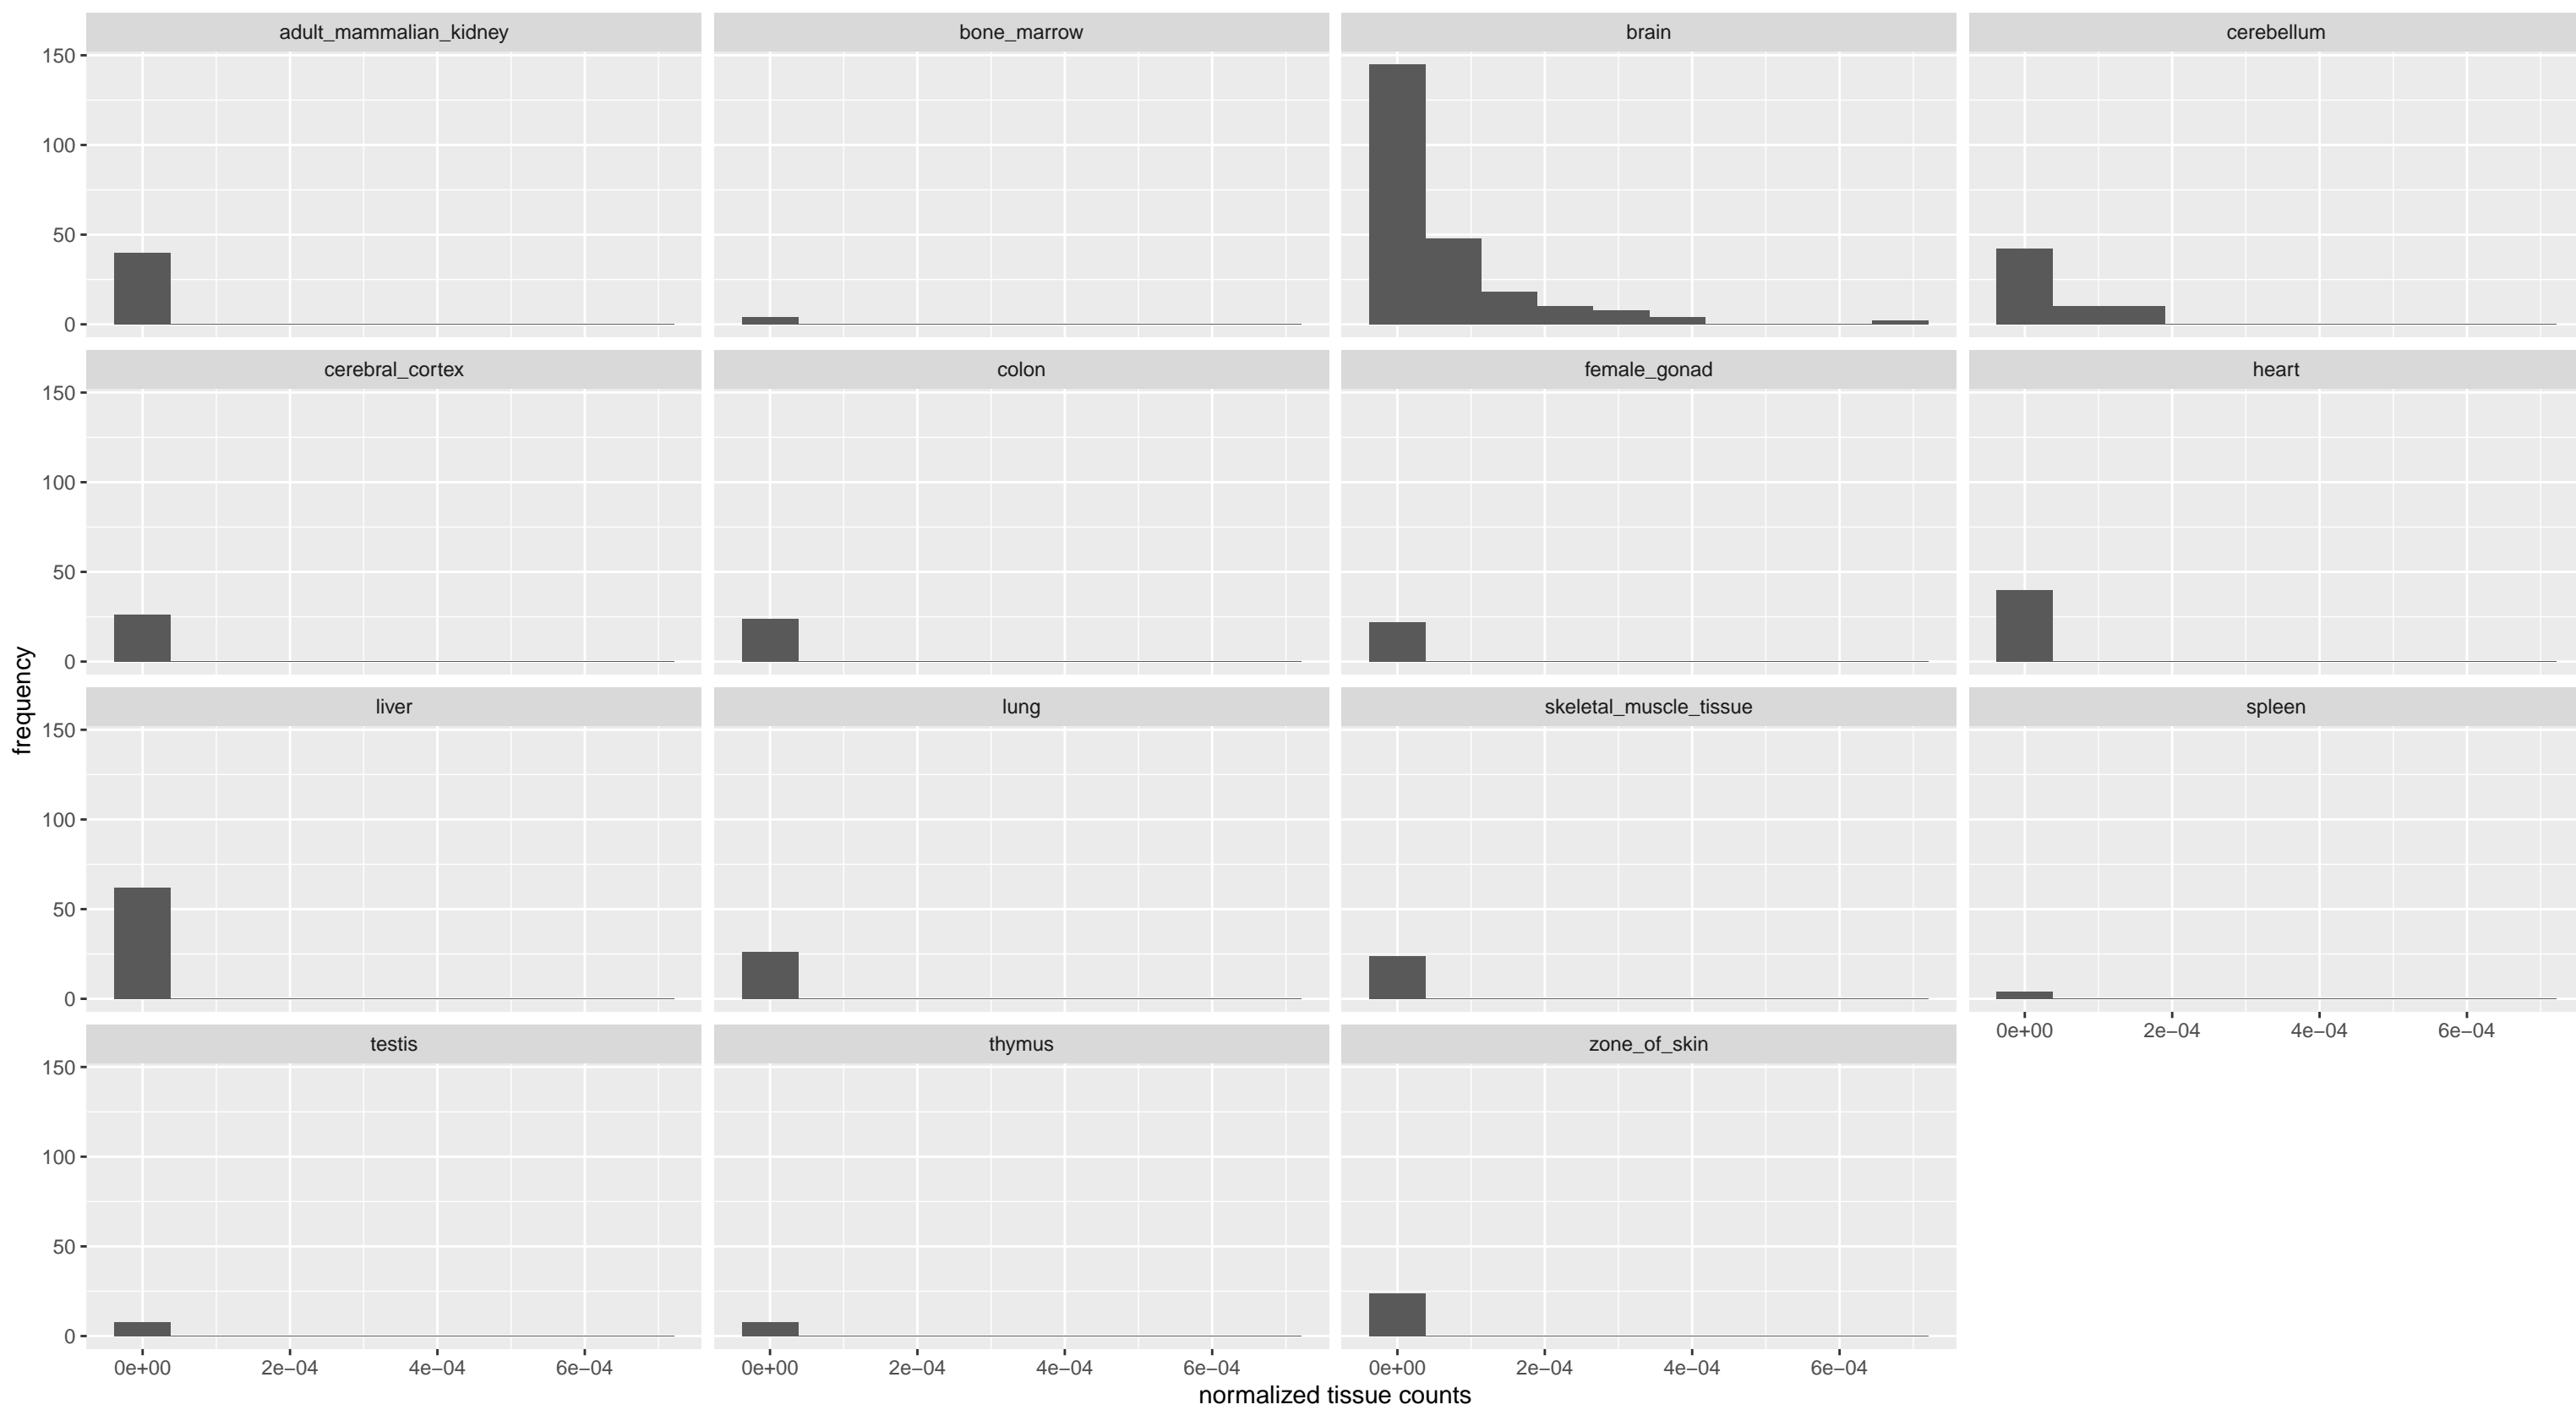 adult_mammalian_kidney bone_marrow brain cerebellum
150
100
50
0
cerebral_cortex colon female_gonad heart
150
100
50
0
frequency
liver lung skeletal_muscle_tissue spleen
150
100
50
0
0e+00 2e−04 4e−04 6e−04
testis thymus zone_of_skin
150
100
50
0
0e+00 2e−04 4e−04 6e−04 0e+00 2e−04 4e−04 6e−04 0e+00 2e−04 4e−04 6e−04
normalized tissue counts